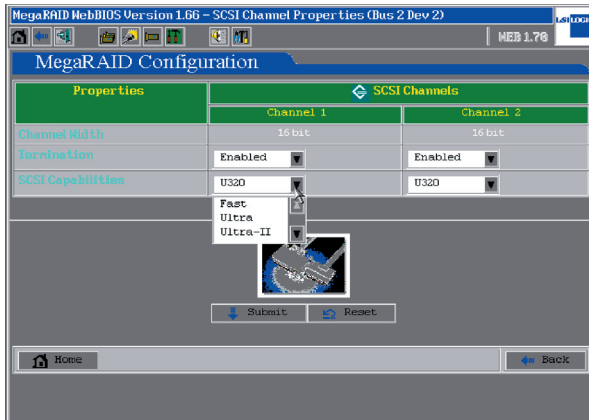 MegaRAID WebBIOS Version 1.66 - SCSI Channel Properties (Bus 2 Dev 2)
LSI LOGIC
WEB 1.76
MegaRAID Configuration
Properties
SCSI Channels
Channel 1
Channel 2
Channel Width
16 bit
16 bit
Termination
Enabled
Enabled
SCSI Capabilities
U320
U320
Fast
Ultra
Ultra-II
Submit
Reset
Home
Back